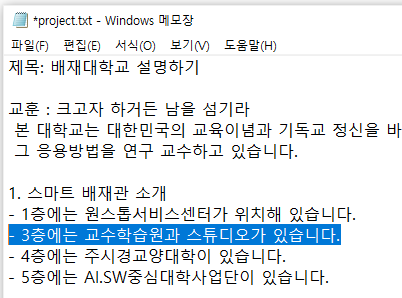 *project.txt - Windows 메모장
파일(F) 편집(E) 서식(O) 보기(V) 도움말(H)
제목: 배재대학교 설명하기
교훈 : 크고자 하거든 남을 섬기라
본 대학교는 대한민국의 교육이념과 기독교 정신을 바
그 응용방법을 연구 교수하고 있습니다.
1. 스마트 배재관 소개
- 1층에는 원스톱서비스센터가 위치해 있습니다.
- 3층에는 교수학습원과 스튜디오가 있습니다.
- 4층에는 주시경교양대학이 있습니다.
- 5층에는 AI.SW중심대학사업단이 있습니다.